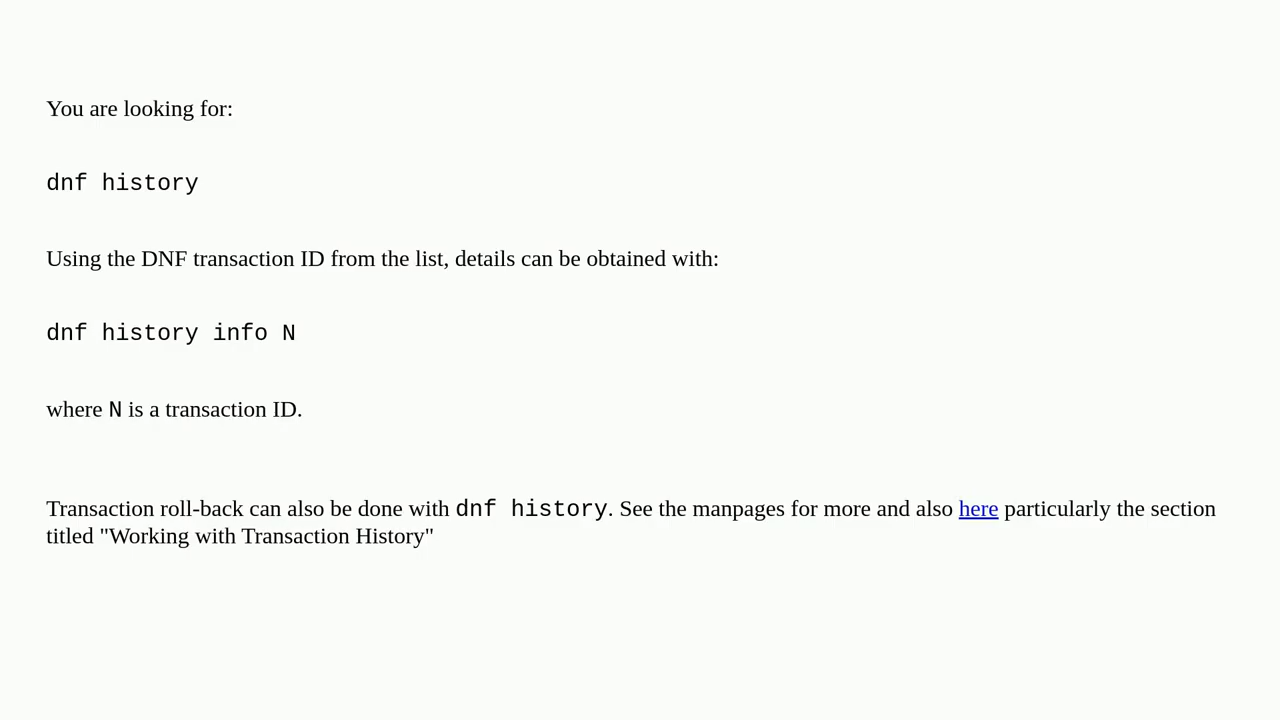 You are looking for:
dnf history
Using the DNF transaction ID from the list, details can be obtained with:
dnf history info N
where N is a transaction ID.
Transaction roll-back can also be done with dnf history. See the manpages for more and also here particularly the section
titled "Working with Transaction History"